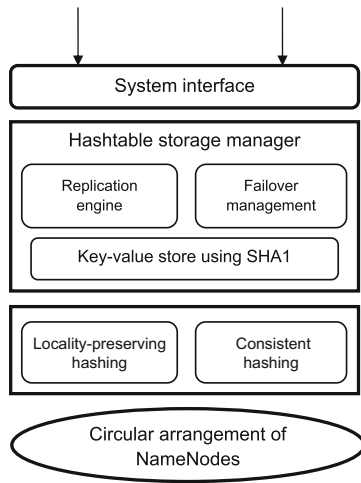 System interface
Hashtable storage manager
Replication
engine
Failover
management
Key-value store using SHA1
Locality-preserving
hashing
Consistent
hashing
Circular arrangement of
NameNodes